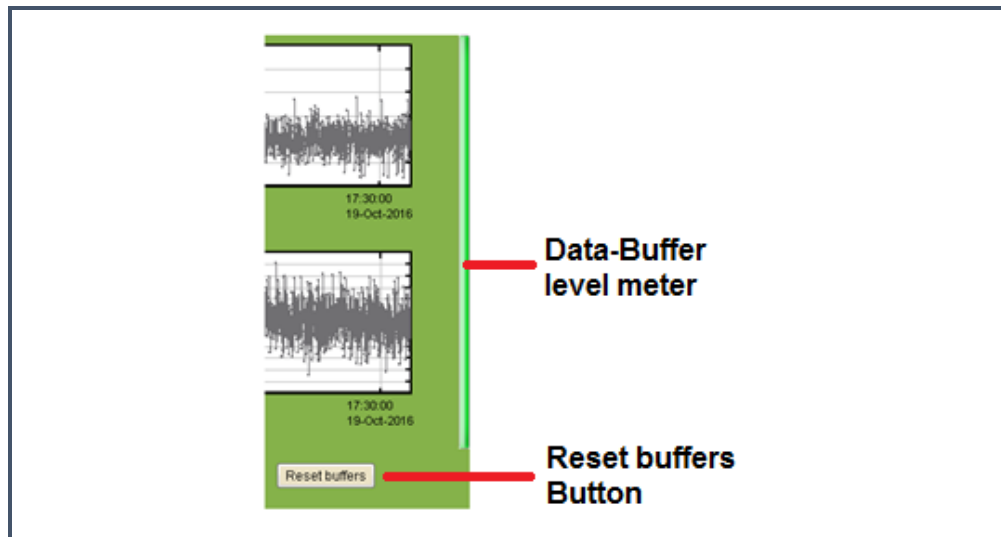 17:30:00
19-Oct-2016
Data-Buffer
level meter
17:30:00
19-Oct-2016
Reset buffers
Reset buffers
Button